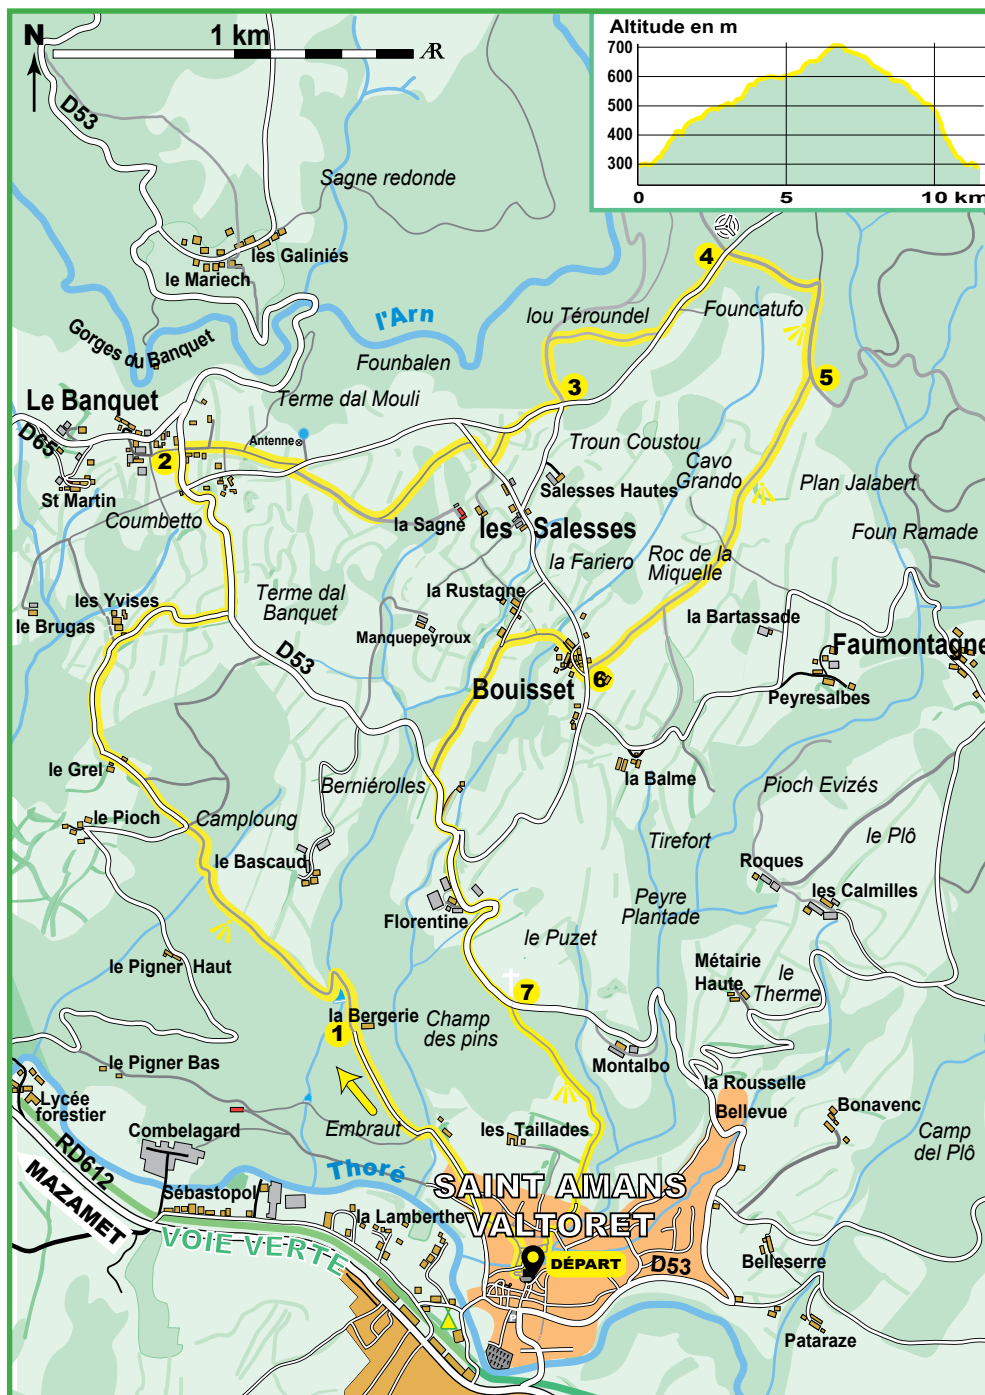 N
1 km
AR
Altitude en m
700
600
500
400
300
0
5
10 km
D53
Sagne redonde
les Galiniés
le Mariech
l'Arn
Gorges du Banquet
lou Téroundel
4
Founcatufo
Founbalen
Le Banquet
Terme dal Mouli
3
5
D65
Antenne
2
Troun Coustou
Cavo
Grando
St Martin
Coumbetto
la Sagne
Salesses Hautes
Plan Jalabert
les Salesses
Foun Ramade
la Fariero
Roc de la
Miquelle
les Yvises
Terme dal
Banquet
la Rustagne
le Brugas
la Bartassade
Manquepeyroux
D53
Faumontagne
6
Bouisset
Peyresalbes
le Grel
Berniérolles
la Balme
Pioch Evizés
le Pioch
Camploung
Tirefort
le Plô
le Bascaud
Roques
les Calmilles
Florentine
Peyre
Plantade
le Puzet
le Pigner Haut
Métairie
Haute
le
Therme
7
la Bergerie
1
Champ
des pins
le Pigner Bas
Montalbo
la Rousselle
Lycée
forestier
Bellevue
Bonavenc
Combelagard
Embraut
les Taillades
Camp
del Plô
RD612
Thoré
MAZAMET
Sébastopol
SAINT AMANS
VALTORET
la Lamberthe
VOIE VERTE
DÉPART
D53
Belleserre
Pataraze